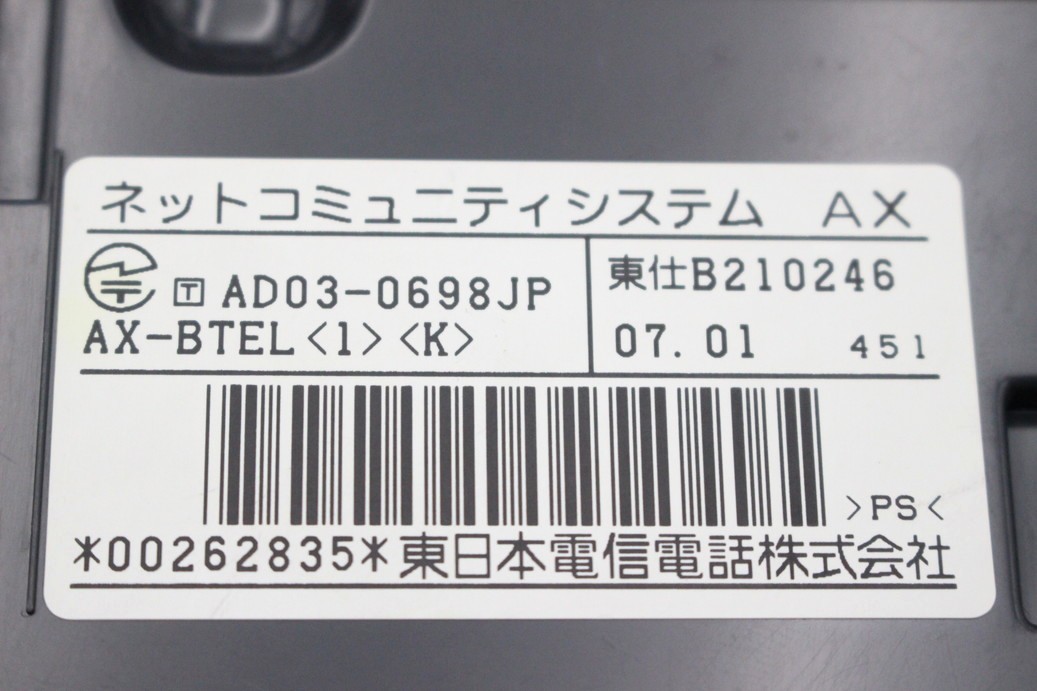 ネットコミュニティシステム AX
T AD03-0698JP
AX-BTEL<1><K>
東仕B210246
07.01 451
>PS<
*00262835*東日本電信電話株式会社